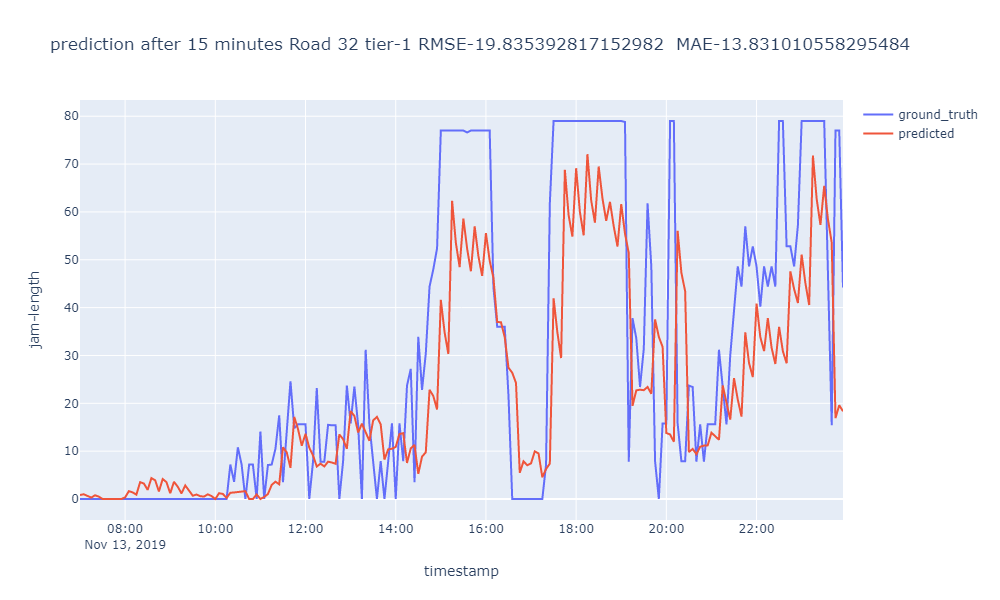 prediction after 15 minutes Road 32 tier-1 RMSE-19.835392817152982  MAE-13.831010558295484
ground_truth
predicted
80
70
60
50
40
30
20
10
0
jam-length
08:00
10:00
12:00
14:00
16:00
18:00
20:00
22:00
Nov 13, 2019
timestamp